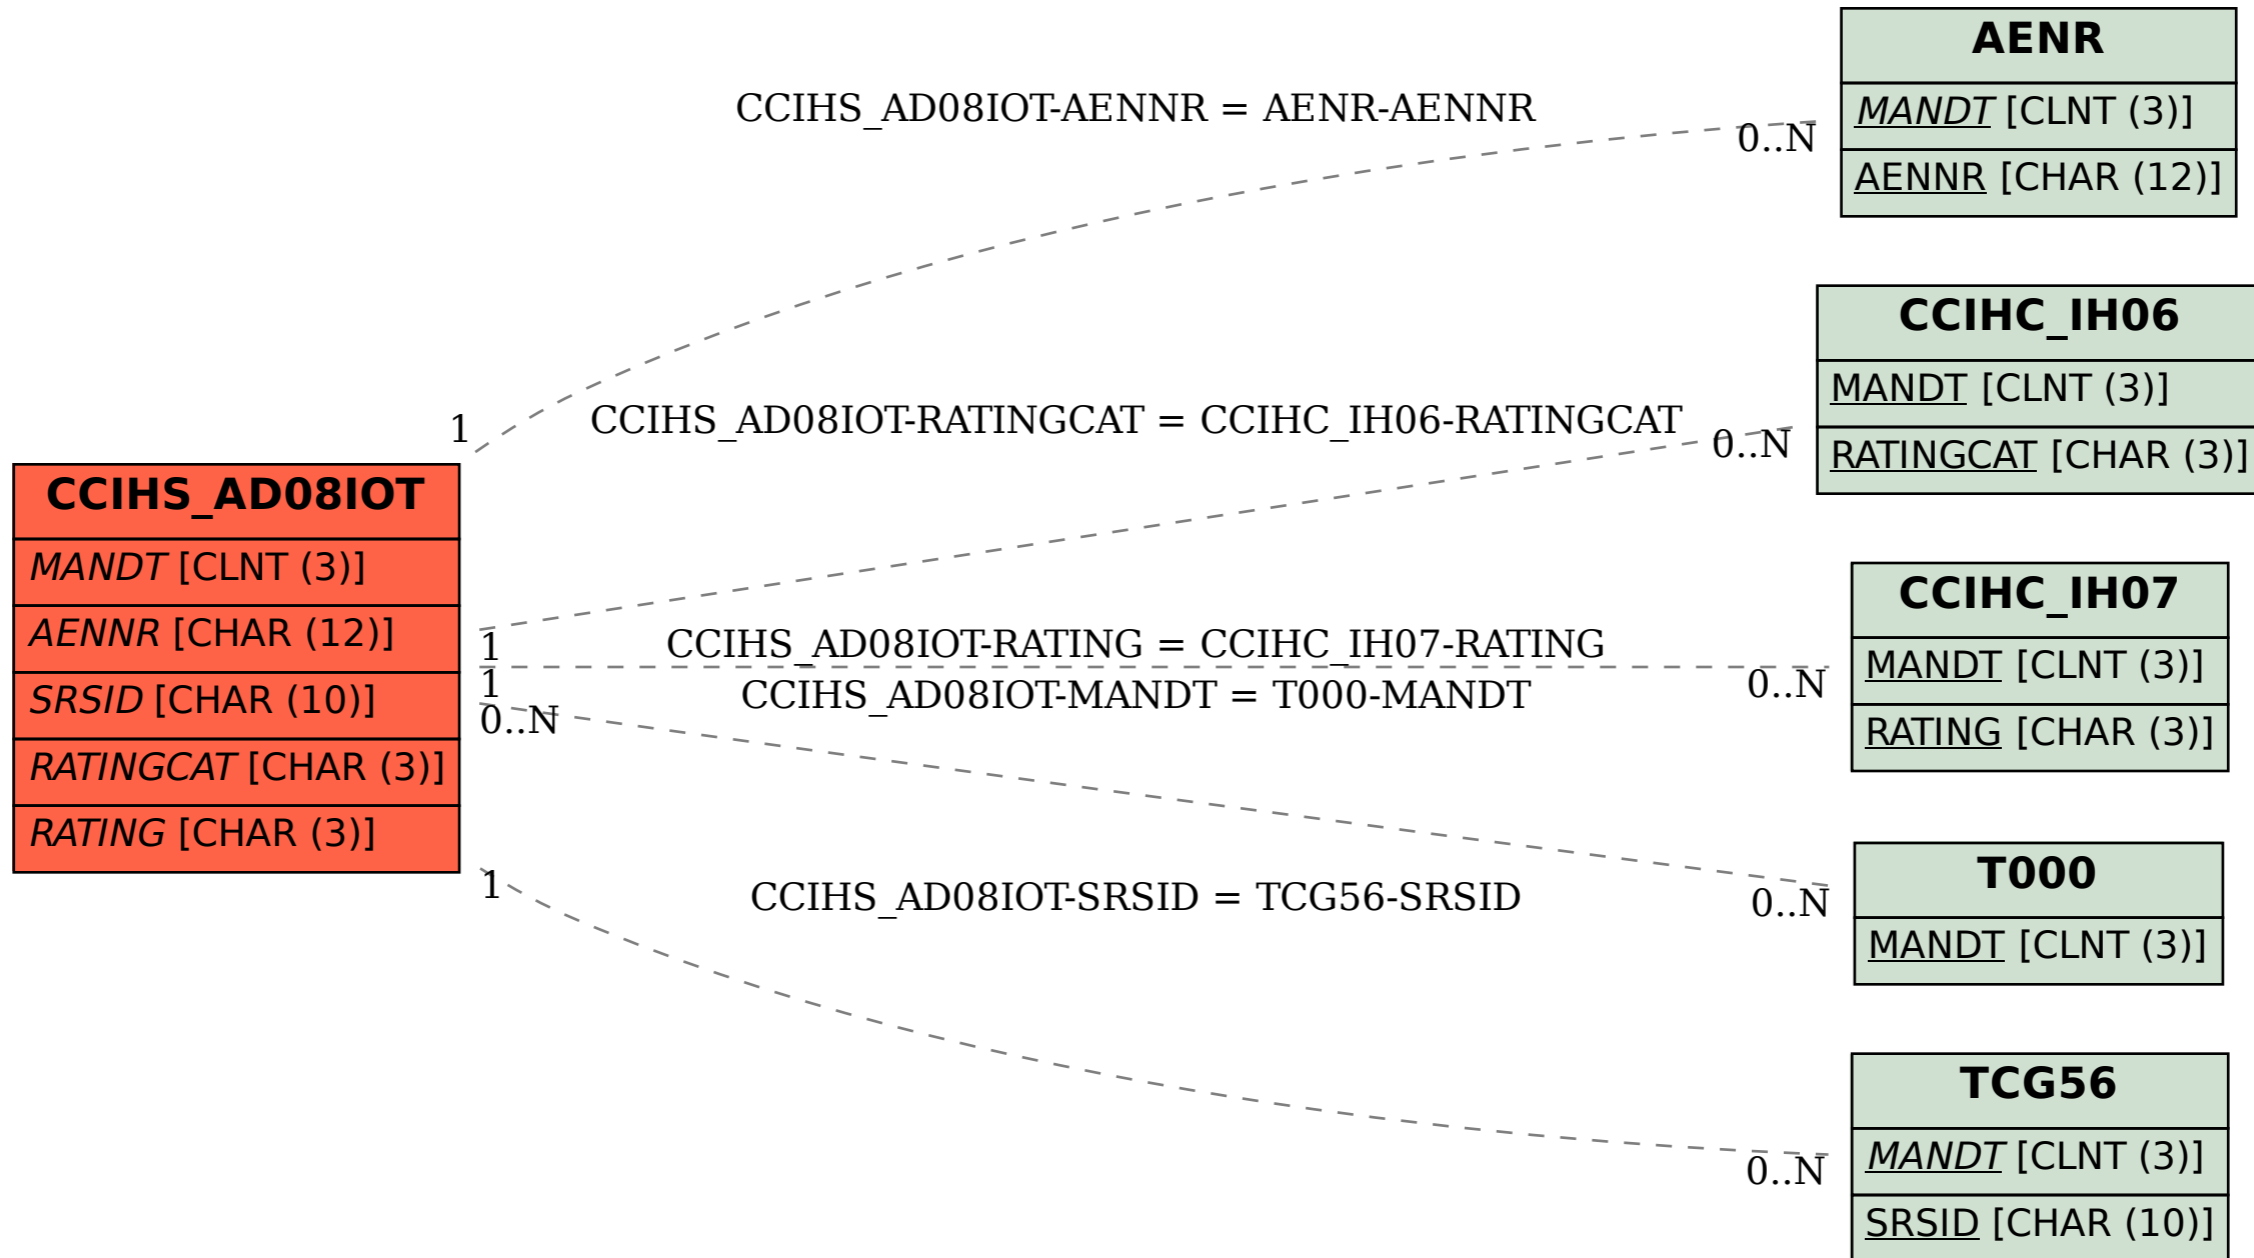 AENR
MANDT [CLNT (3)]
AENNR [CHAR (12)]
CCIHS_AD08IOT-AENNR = AENR-AENNR
0..N
1
CCIHC_IH06
MANDT [CLNT (3)]
RATINGCAT [CHAR (3)]
CCIHS_AD08IOT-RATINGCAT = CCIHC_IH06-RATINGCAT
0..N
1
CCIHS_AD08IOT
MANDT [CLNT (3)]
AENNR [CHAR (12)]
SRSID [CHAR (10)]
RATINGCAT [CHAR (3)]
RATING [CHAR (3)]
CCIHC_IH07
MANDT [CLNT (3)]
RATING [CHAR (3)]
CCIHS_AD08IOT-RATING = CCIHC_IH07-RATING
1
0..N
CCIHS_AD08IOT-MANDT = T000-MANDT
0..N
0..N
T000
MANDT [CLNT (3)]
CCIHS_AD08IOT-SRSID = TCG56-SRSID
1
0..N
TCG56
MANDT [CLNT (3)]
SRSID [CHAR (10)]